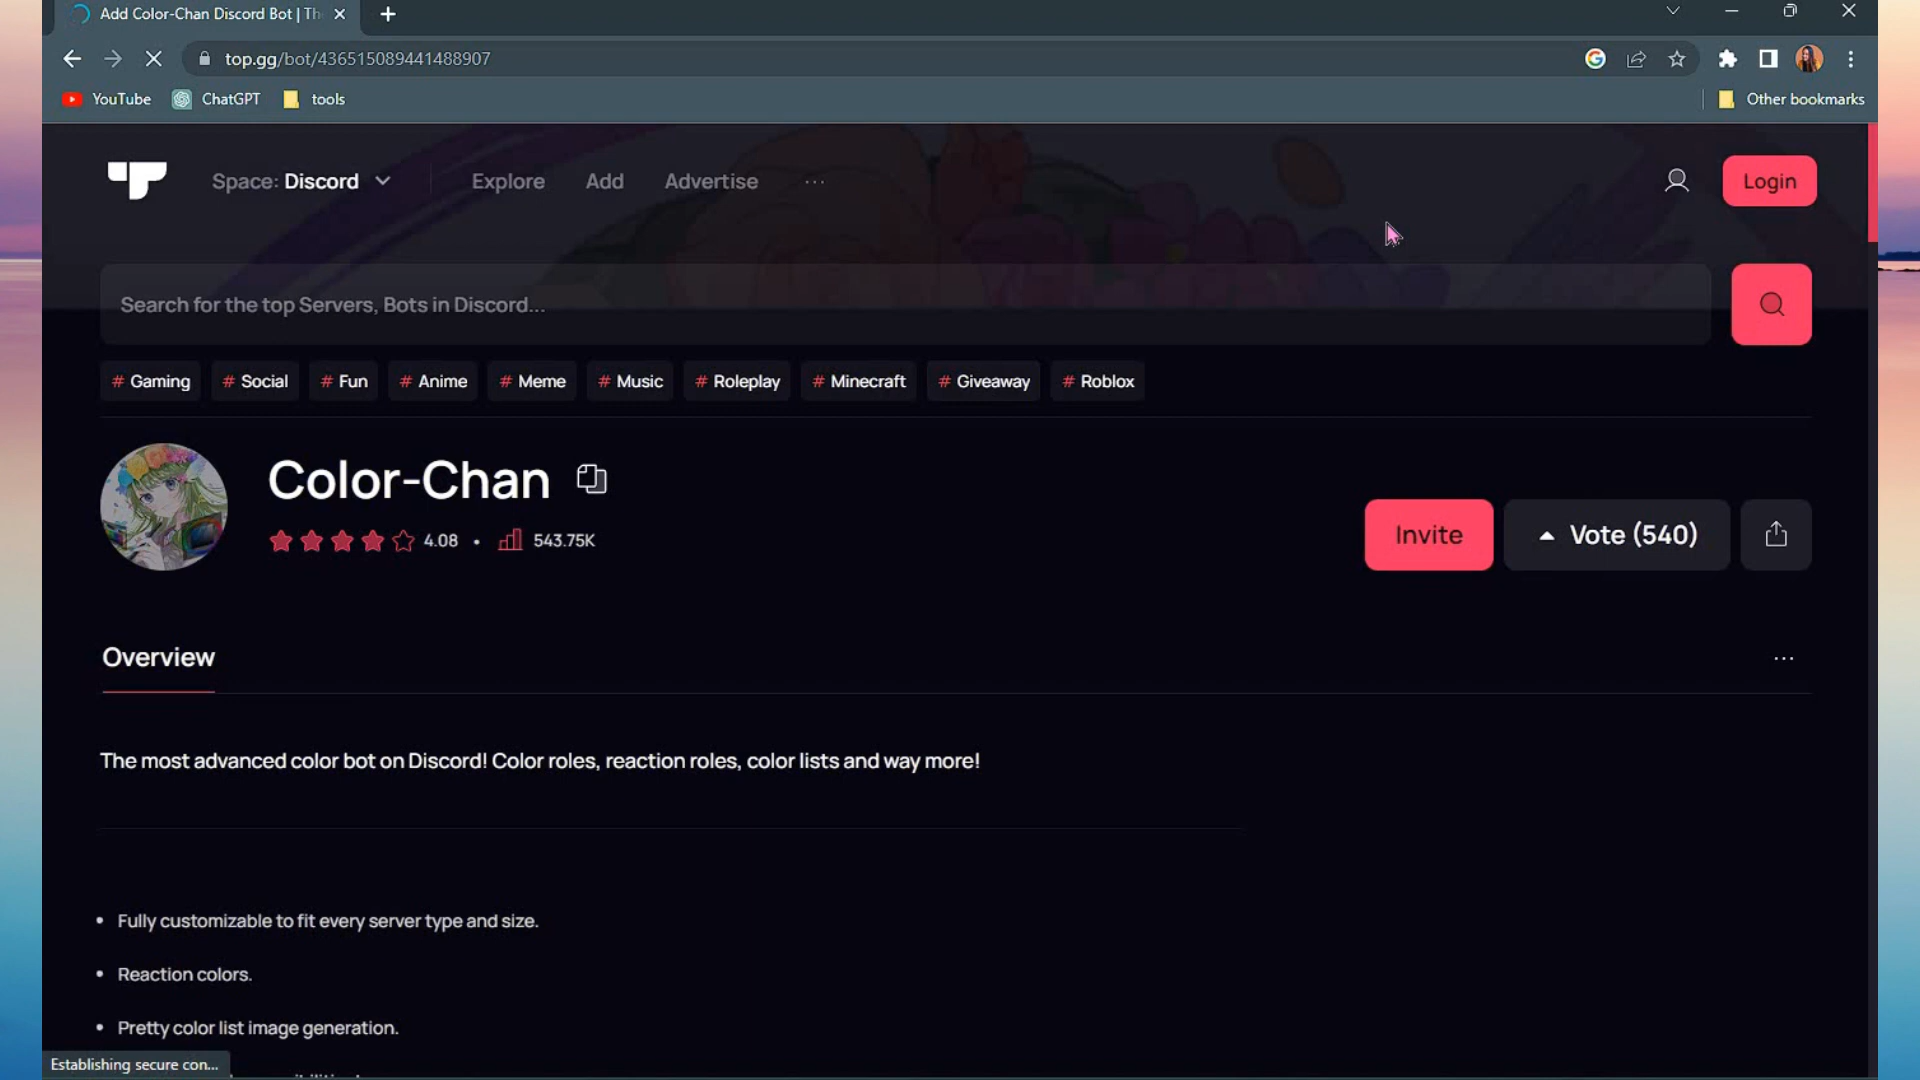 Add Color-Chan Discord Bot | Th
top.gg/bot/436515089441488907
YouTube
ChatGPT
tools
Other bookmarks
Space: Discord
Explore
Add
Advertise
Login
Search for the top Servers, Bots in Discord...
# Gaming
# Social
# Fun
# Anime
# Meme
# Music
# Roleplay
# Minecraft
# Giveaway
# Roblox
Color-Chan
4.08 • 543.75K
Invite
Vote (540)
Overview
The most advanced color bot on Discord! Color roles, reaction roles, color lists and way more!
• Fully customizable to fit every server type and size.
• Reaction colors.
• Pretty color list image generation.
Establishing secure con...